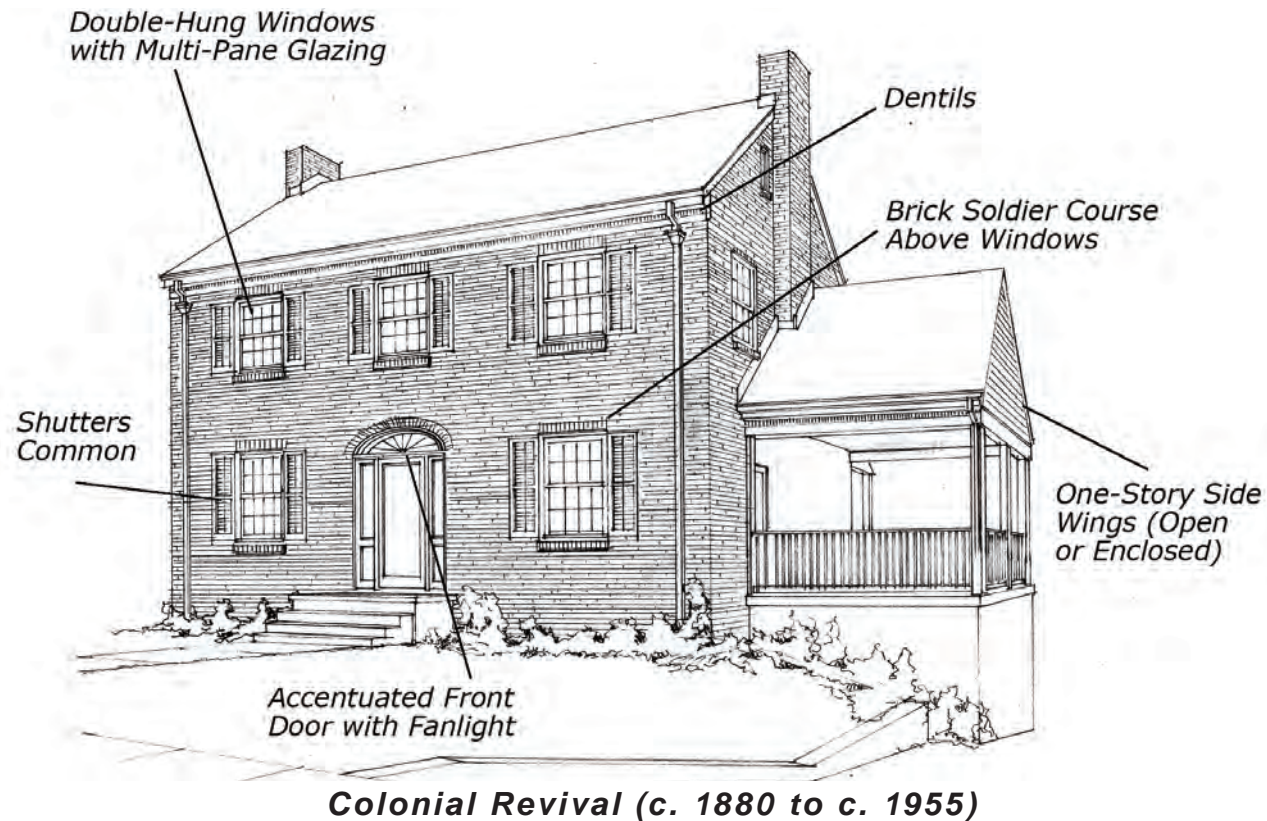 Double-Hung Windows
with Multi-Pane Glazing
Dentils
Brick Soldier Course
Above Windows
Shutters
Common
One-Story Side
Wings (Open
or Enclosed)
Accentuated Front
Door with Fanlight
Colonial Revival (c. 1880 to c. 1955)